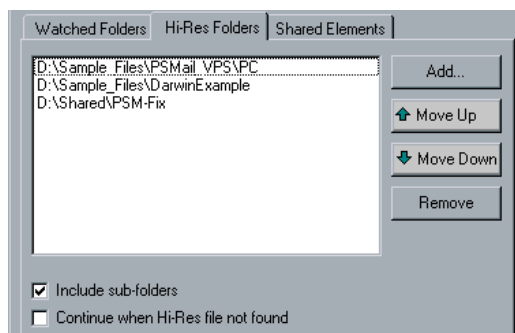 Watched Folders Hi-Res Folders Shared Elements
D:\Sample_Files\PSMail_VPS\PC
D:\Sample_Files\DarwinExample
D:\Shared\PSM-Fix
Add...
Move Up
Move Down
Remove
Include sub-folders
Continue when Hi-Res file not found